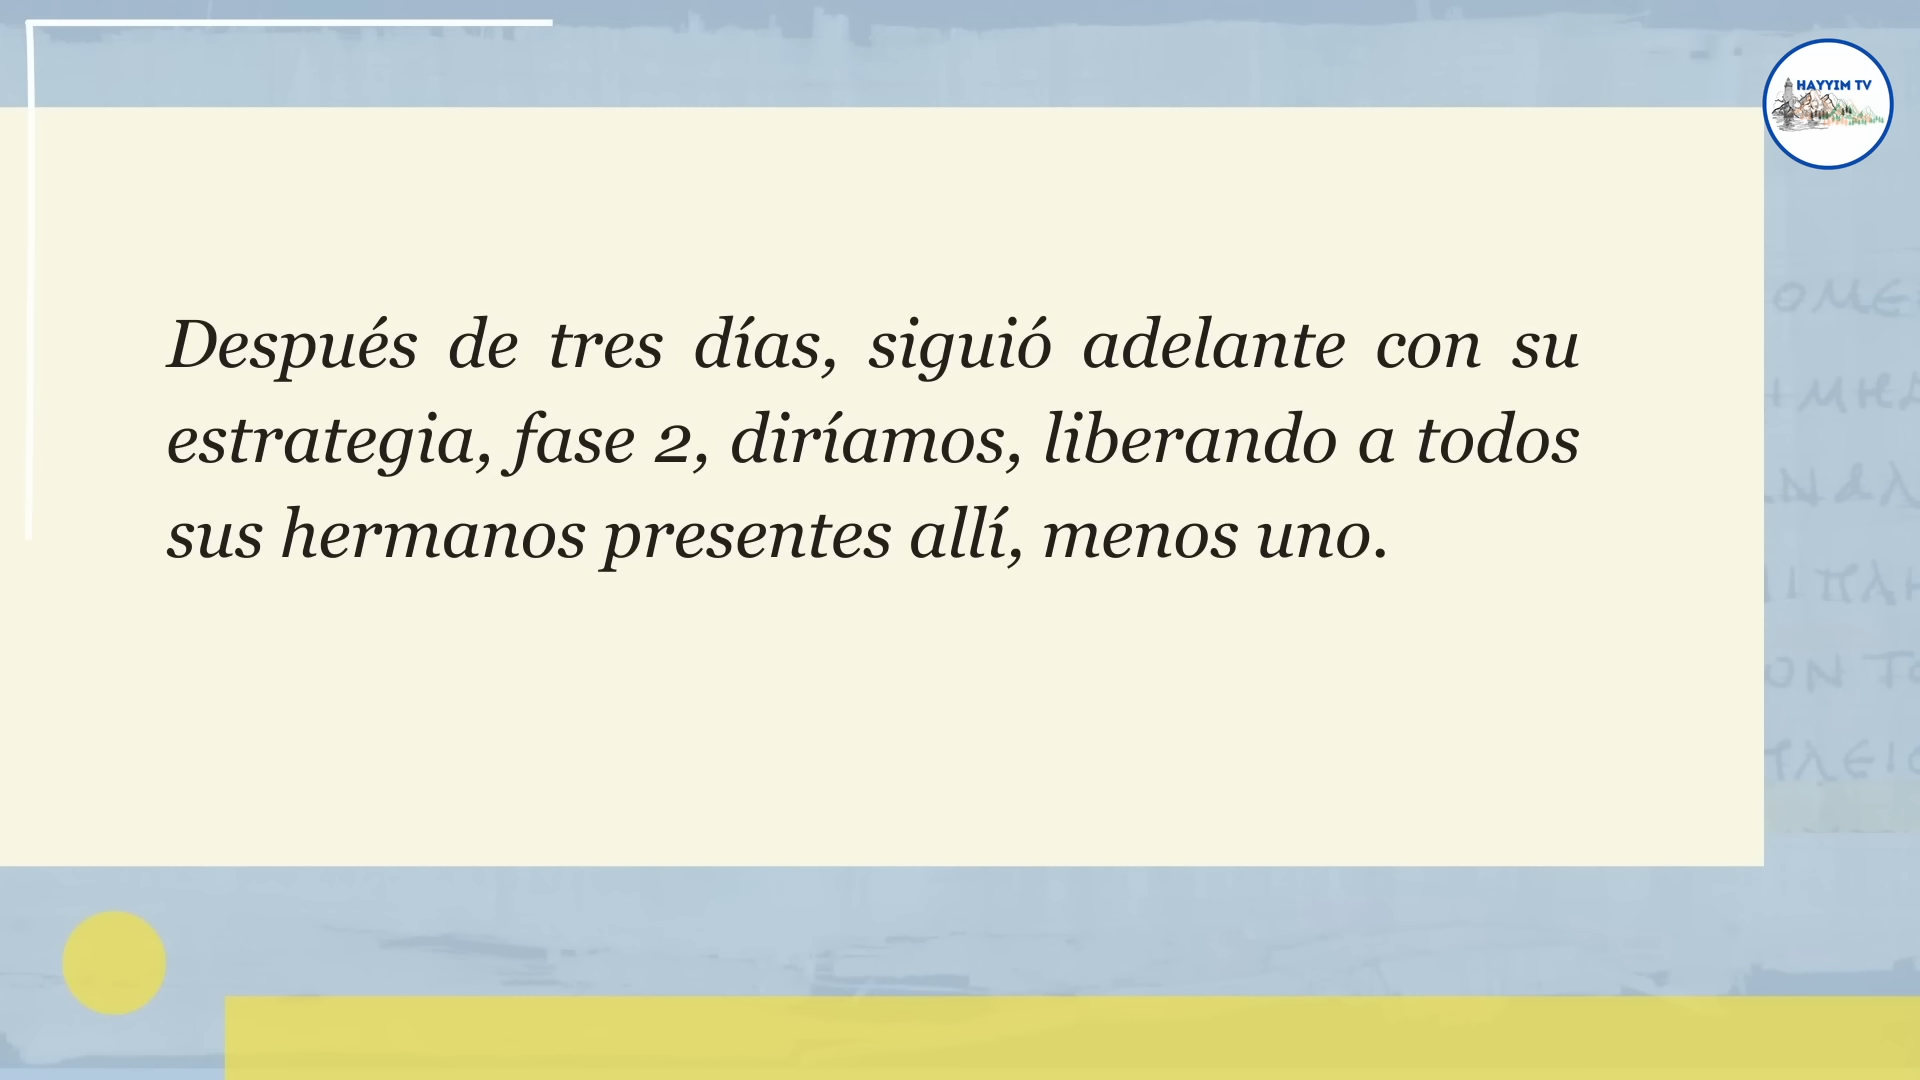 HAYYIM TV
Después de tres días, siguió adelante con su
estrategia, fase 2, diríamos, liberando a todos
sus hermanos presentes allí, menos uno.